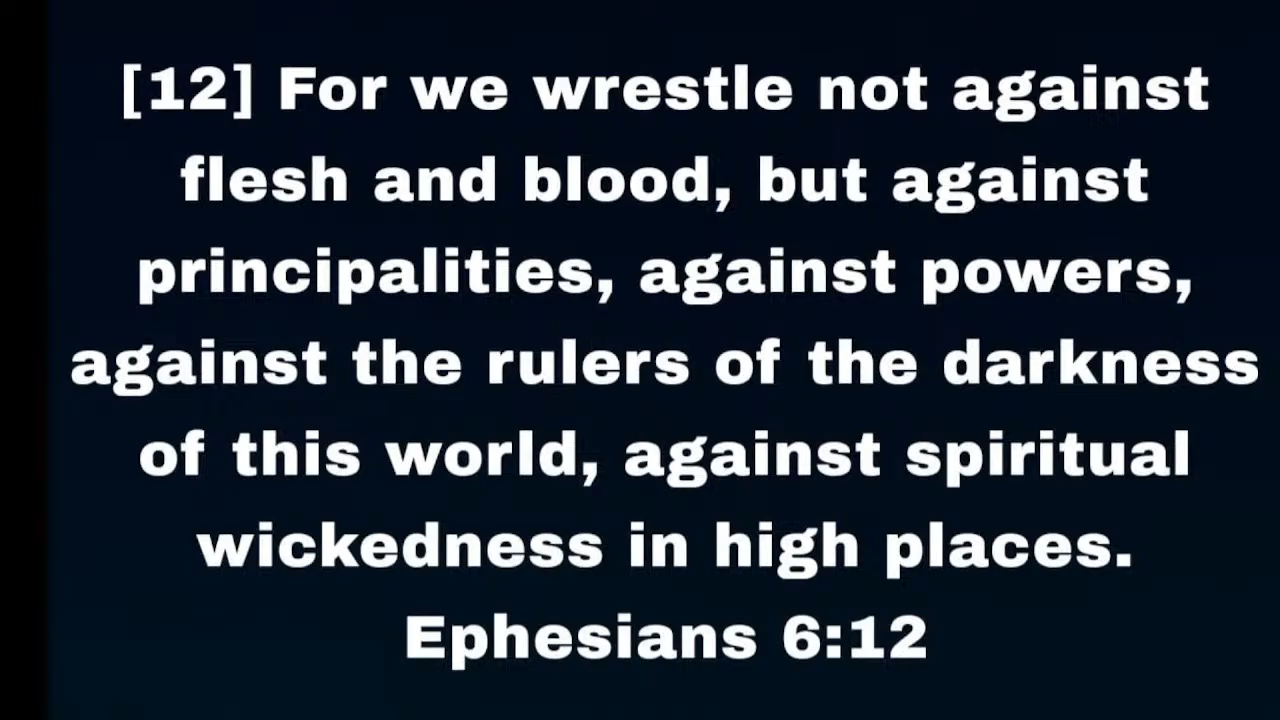 [12] For we wrestle not against
flesh and blood, but against
principalities, against powers,
against the rulers of the darkness
of this world, against spiritual
wickedness in high places.
Ephesians 6:12